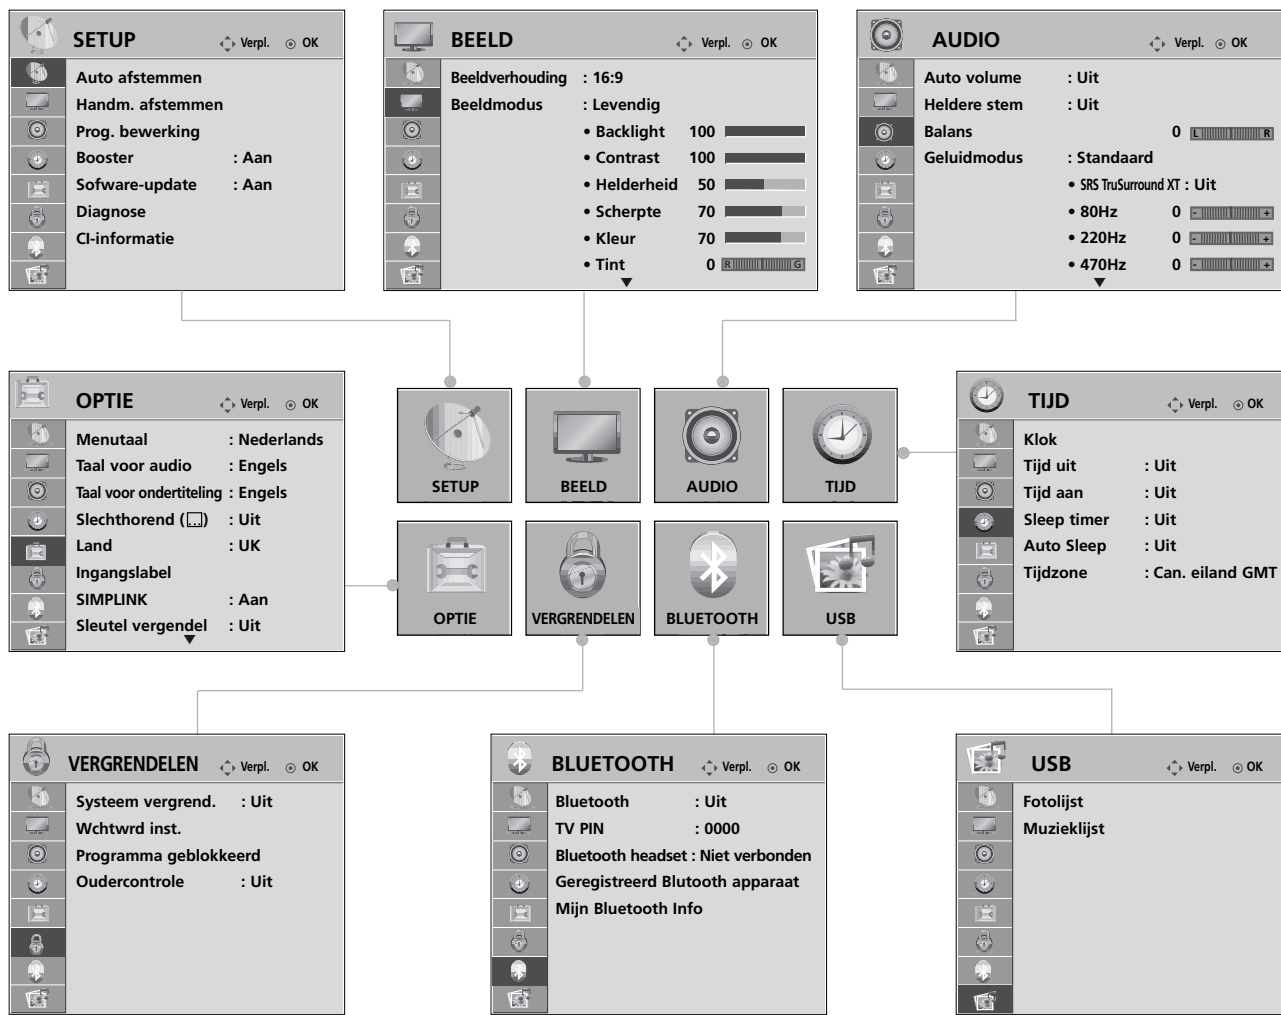 SETUP Verpl. OK
Auto afstemmen
Handm. afstemmen
Prog. bewerking
Booster : Aan
Sofware-update : Aan
Diagnose
CI-informatie
BEELD Verpl. OK
Beeldverhouding : 16:9
Beeldmodus : Levendig
• Backlight 100
• Contrast 100
• Helderheid 50
• Scherpte 70
• Kleur 70
• Tint 0 R G
AUDIO Verpl. OK
Auto volume : Uit
Heldere stem : Uit
Balans 0 L R
Geluidmodus : Standaard
• SRS TruSurround XT : Uit
• 80Hz 0 - +
• 220Hz 0 - +
• 470Hz 0 - +
OPTIE Verpl. OK
Menutaal : Nederlands
Taal voor audio : Engels
Taal voor ondertiteling : Engels
Slechthorend ( ) : Uit
Land : UK
Ingangslabel
SIMPLINK : Aan
Sleutel vergendel : Uit
SETUP
BEELD
AUDIO
TIJD
OPTIE
VERGRENDELEN
BLUETOOTH
USB
TIJD Verpl. OK
Klok
Tijd uit : Uit
Tijd aan : Uit
Sleep timer : Uit
Auto Sleep : Uit
Tijdzone : Can. eiland GMT
VERGRENDELEN Verpl. OK
Systeem vergrend. : Uit
Wchtwrd inst.
Programma geblokkeerd
Oudercontrole : Uit
BLUETOOTH Verpl. OK
Bluetooth : Uit
TV PIN : 0000
Bluetooth headset : Niet verbonden
Geregistreerd Blutooth apparaat
Mijn Bluetooth Info
USB Verpl. OK
Fotolijst
Muzieklijst